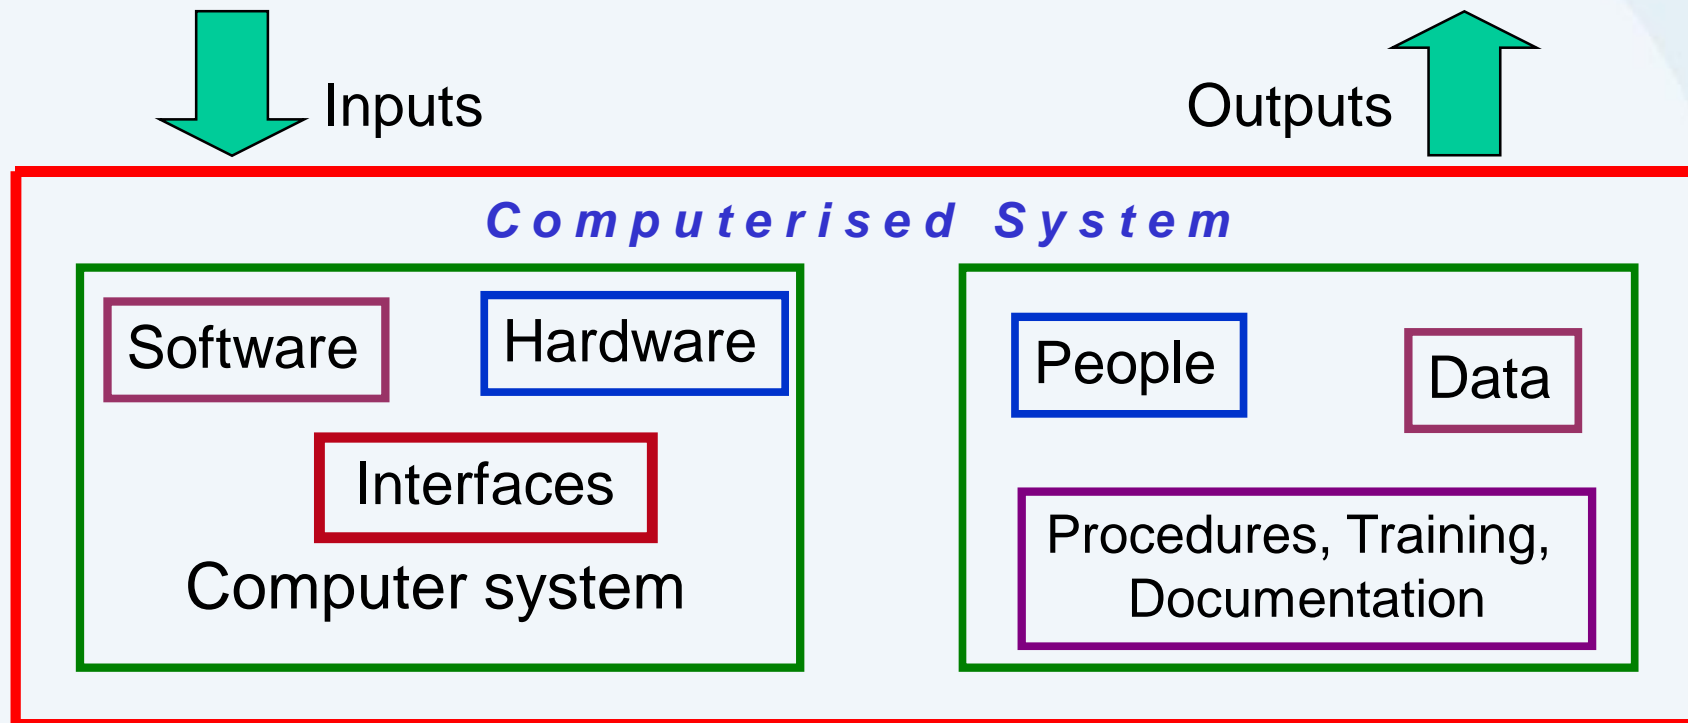 Inputs
Outputs
Computerised System
Software
Hardware
Interfaces
Computer system
People
Data
Procedures, Training,
Documentation